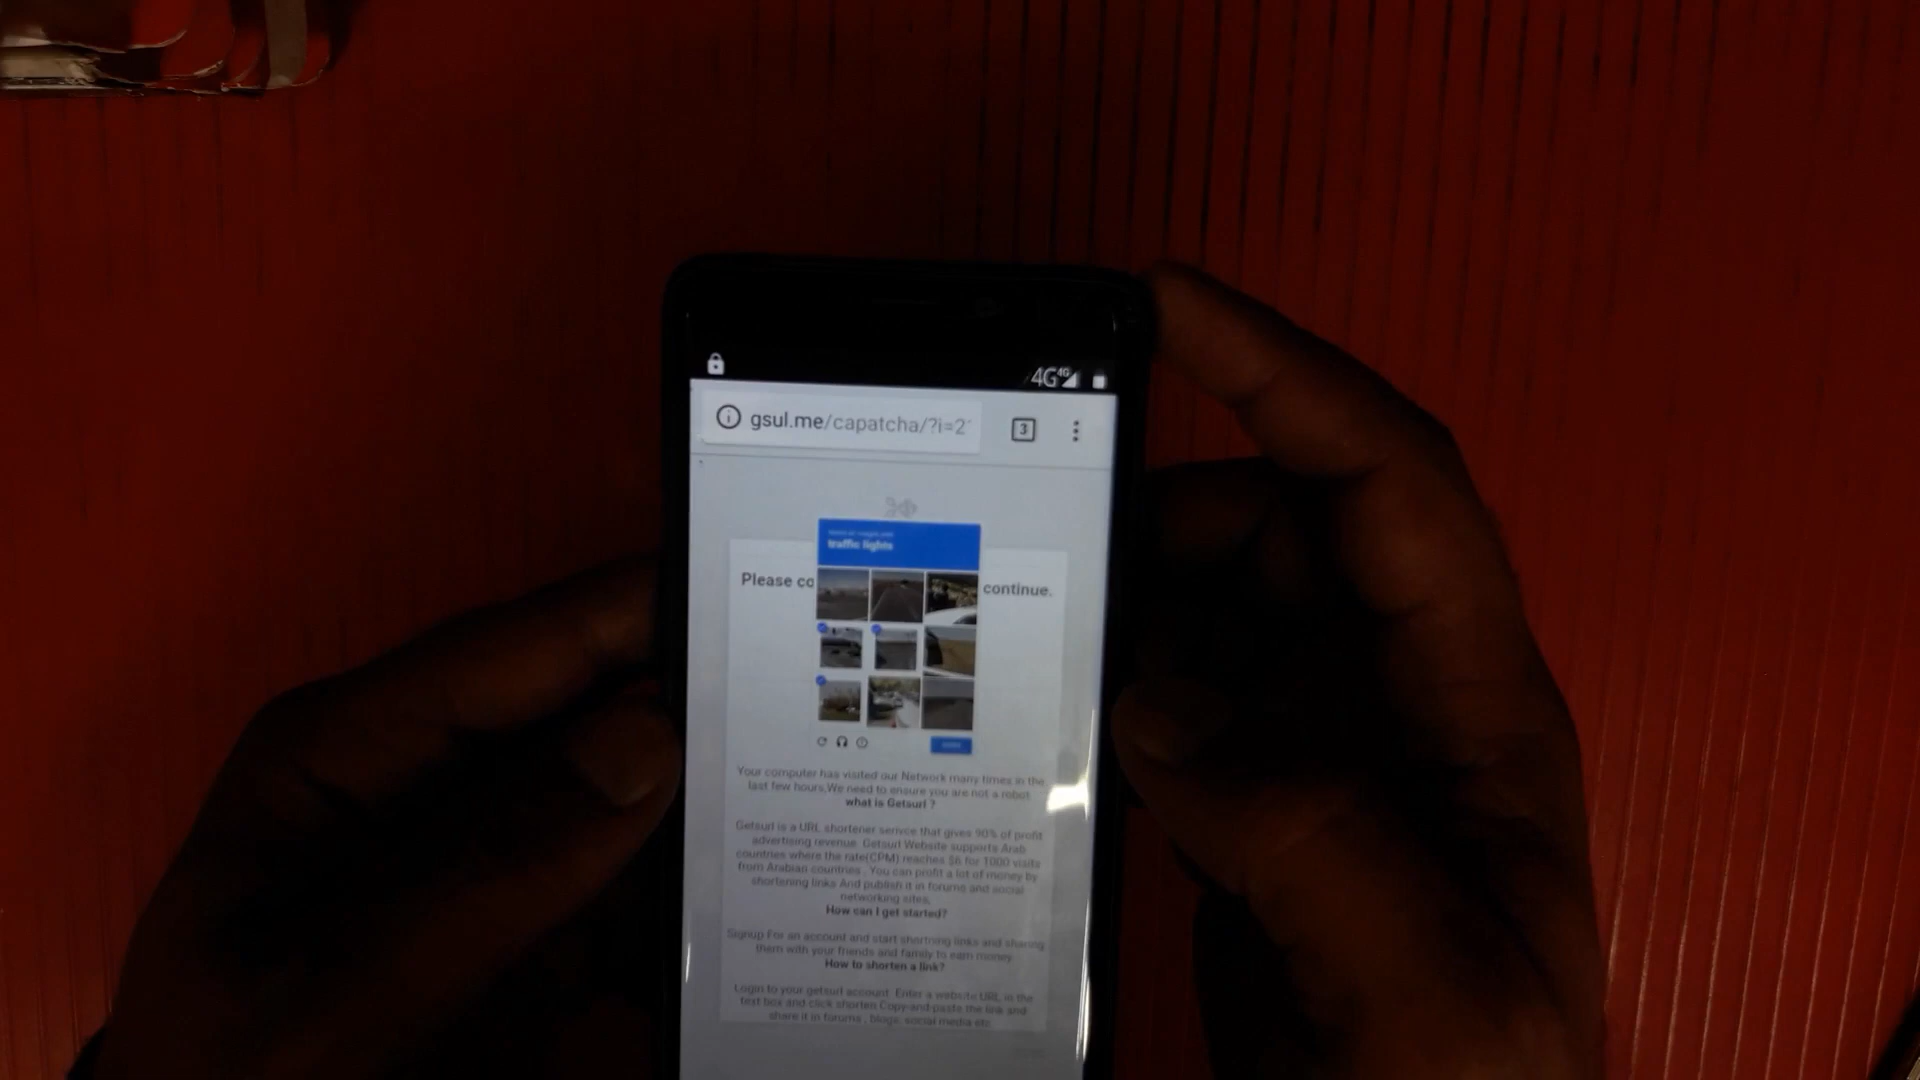 4G 4G
gsul.me/capatcha/?i=2
3
traffic lights
Please co
continue.
Your computer has visited our Network many times in the
last few hours.We need to ensure you are not a robot
what is Getsurl ?
Getsurl is a URL shortener serivce that gives 90% of profit
advertising revenue. Getsurl Website supports Arab
countries where the rate(CPM) reaches $6 for 1000 visits
from Arabian countries . You can profit a lot of money by
shortening links And publish it in forums and social
networking sites.
How can I get started?
Signup For an account and start shortning links and sharing
them with your friends and family to earn money.
How to shorten a link?
Login to your getsurl account. Enter a website URL in the
text box and click shorten Copy-and-paste the link and
share it in forums , blogs, social media etc